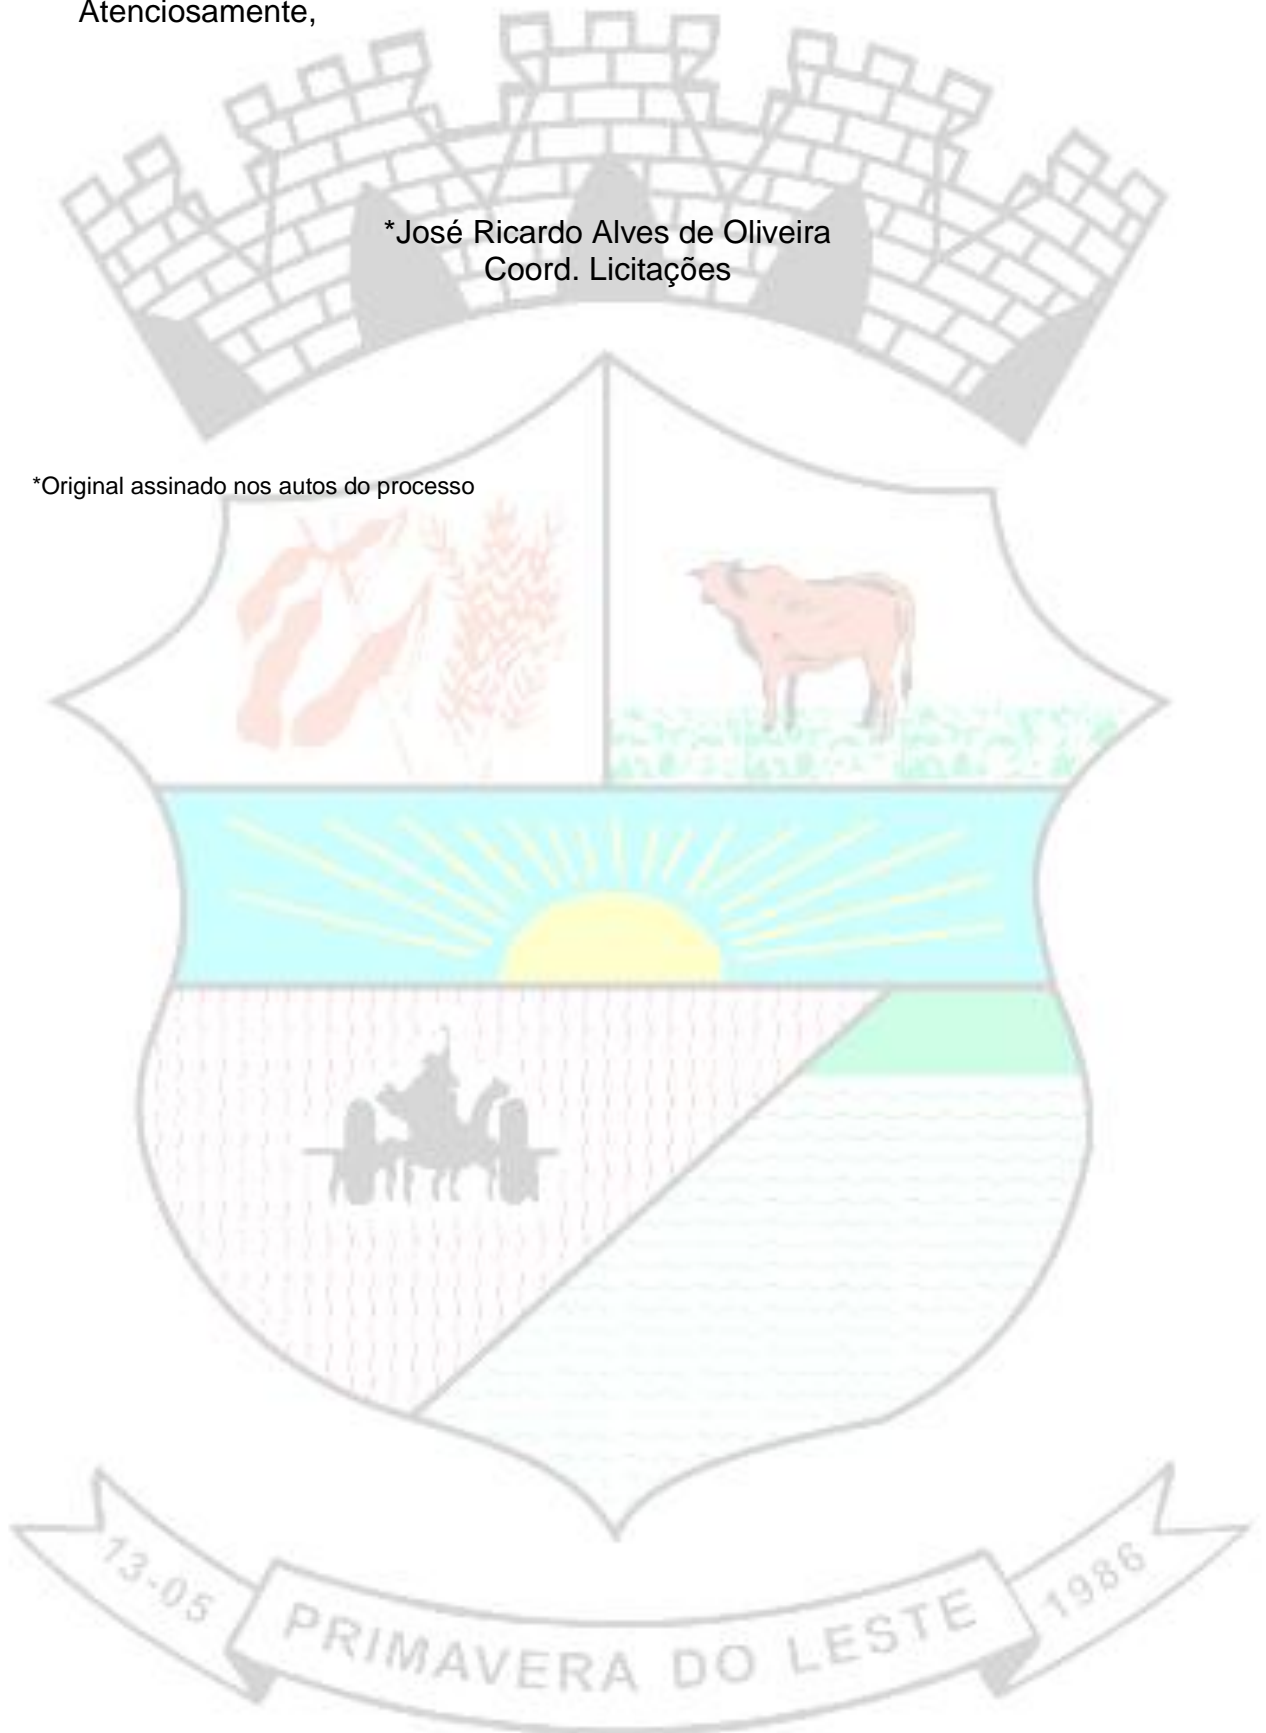 Atenciosamente,
*José Ricardo Alves de Oliveira
Coord. Licitações
*Original assinado nos autos do processo
13-05
PRIMAVERA DO LESTE
1986